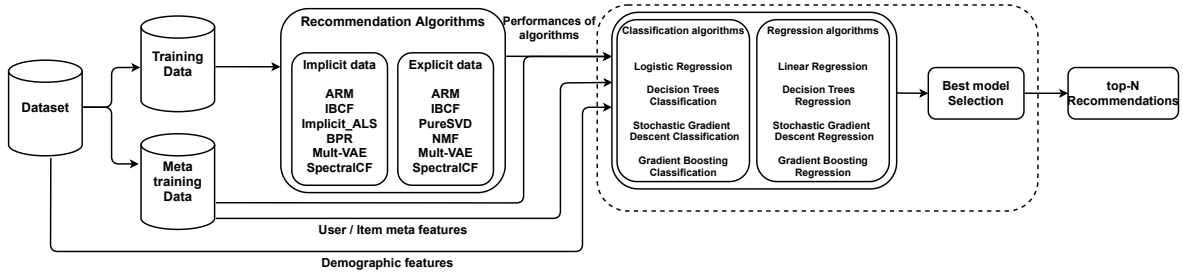 Dataset
Training
Data
Meta
training
Data
Recommendation Algorithms
Implicit data
ARM
IBCF
Implicit_ALS
BPR
Mult-VAE
SpectralCF
Explicit data
ARM
IBCF
PureSVD
NMF
Mult-VAE
SpectralCF
Performances of
algorithms
User / Item meta features
Demographic features
Classification algorithms
Logistic Regression
Decision Trees
Classification
Stochastic Gradient
Descent Classification
Gradient Boosting
Classification
Regression algorithms
Linear Regression
Decision Trees
Regression
Stochastic Gradient
Descent Regression
Gradient Boosting
Regression
Best model
Selection
top-N
Recommendations